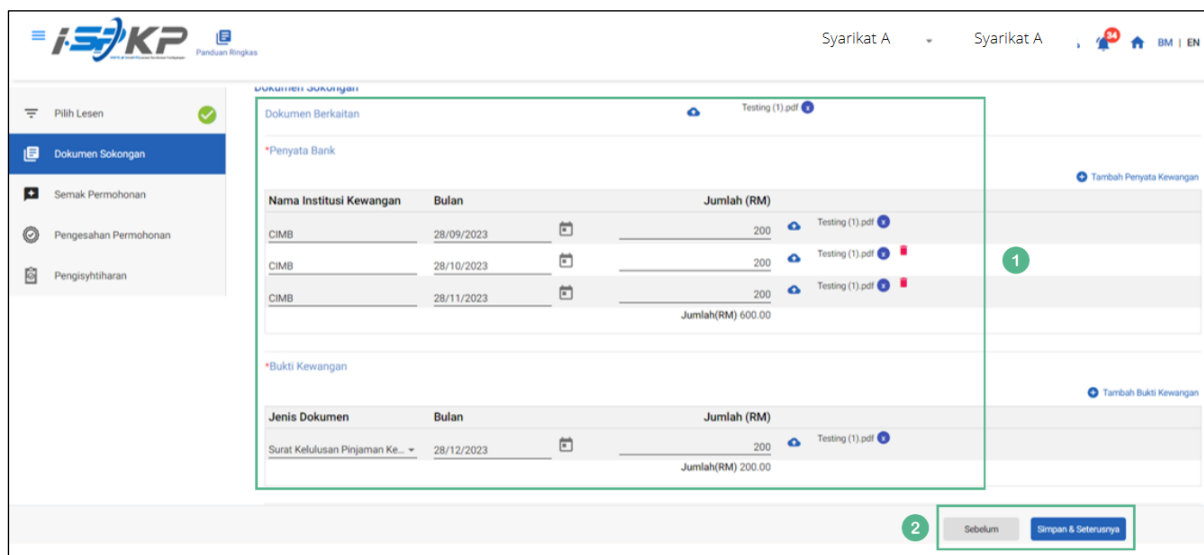 i-SPKP
Panduan Ringkas
Syarikat A
Syarikat A
34
BM | EN
Pilih Lesen
Dokumen Sokongan
Semak Permohonan
Pengesahan Permohonan
Pengisyhtiharan
Dokumen Sokongan
Dokumen Berkaitan
Testing (1).pdf x
*Penyata Bank
Tambah Penyata Kewangan
Nama Institusi Kewangan Bulan Jumlah (RM)
CIMB 28/09/2023 200 Testing (1).pdf x
CIMB 28/10/2023 200 Testing (1).pdf x
CIMB 28/11/2023 200 Testing (1).pdf x
Jumlah(RM) 600.00
1
*Bukti Kewangan
Tambah Bukti Kewangan
Jenis Dokumen Bulan Jumlah (RM)
Surat Kelulusan Pinjaman Ke... 28/12/2023 200 Testing (1).pdf x
Jumlah(RM) 200.00
2
Sebelum
Simpan & Seterusnya